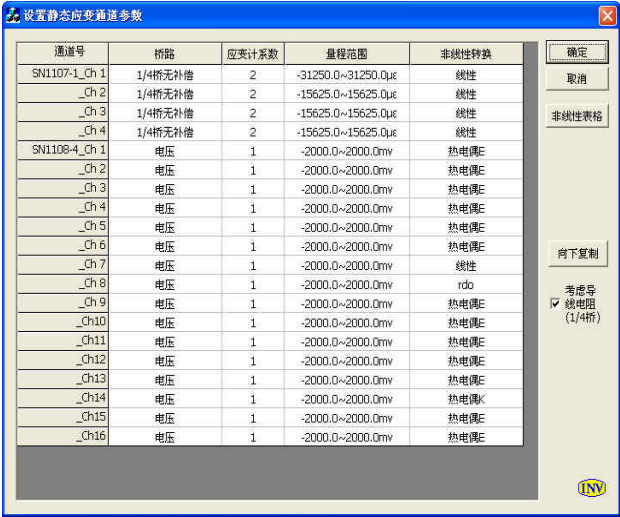 设置静态应变通道参数
通道号 桥路 应变计系数 量程范围 非线性转换
SN1107-1_Ch 1 1/4桥无补偿 2 -31250.0~31250.0με 线性
_Ch 2 1/4桥无补偿 2 -15625.0~15625.0με 线性
_Ch 3 1/4桥无补偿 2 -15625.0~15625.0με 线性
_Ch 4 1/4桥无补偿 2 -15625.0~15625.0με 线性
SN1108-4_Ch 1 电压 1 -2000.0~2000.0mv 热电偶E
_Ch 2 电压 1 -2000.0~2000.0mv 热电偶E
_Ch 3 电压 1 -2000.0~2000.0mv 热电偶E
_Ch 4 电压 1 -2000.0~2000.0mv 热电偶E
_Ch 5 电压 1 -2000.0~2000.0mv 热电偶E
_Ch 6 电压 1 -2000.0~2000.0mv 热电偶E
_Ch 7 电压 1 -2000.0~2000.0mv 线性
_Ch 8 电压 1 -2000.0~2000.0mv rdo
_Ch 9 电压 1 -2000.0~2000.0mv 热电偶E
_Ch10 电压 1 -2000.0~2000.0mv 热电偶E
_Ch11 电压 1 -2000.0~2000.0mv 热电偶E
_Ch12 电压 1 -2000.0~2000.0mv 热电偶E
_Ch13 电压 1 -2000.0~2000.0mv 热电偶E
_Ch14 电压 1 -2000.0~2000.0mv 热电偶K
_Ch15 电压 1 -2000.0~2000.0mv 热电偶E
_Ch16 电压 1 -2000.0~2000.0mv 热电偶E
确定
取消
非线性表格
向下复制
考虑导
线电阻
(1/4桥)
INV